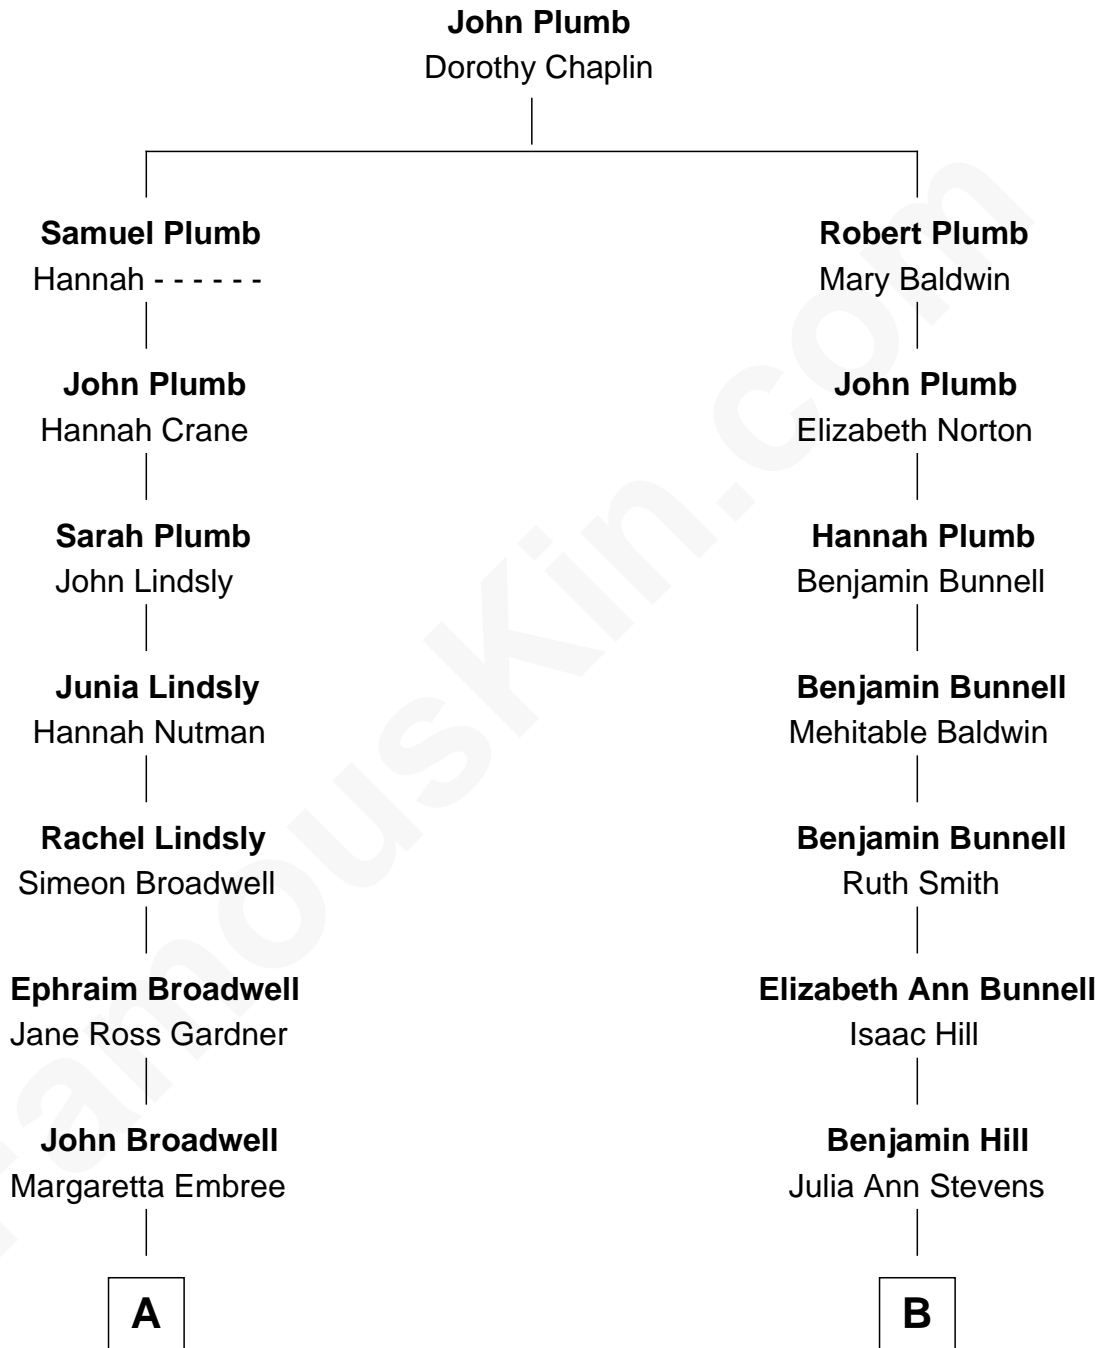 John Plumb
Dorothy Chaplin
Samuel Plumb
Hannah - - - - - -
Robert Plumb
Mary Baldwin
John Plumb
Hannah Crane
John Plumb
Elizabeth Norton
Sarah Plumb
John Lindsly
Hannah Plumb
Benjamin Bunnell
Junia Lindsly
Hannah Nutman
Benjamin Bunnell
Mehitable Baldwin
Rachel Lindsly
Simeon Broadwell
Benjamin Bunnell
Ruth Smith
Ephraim Broadwell
Jane Ross Gardner
Elizabeth Ann Bunnell
Isaac Hill
John Broadwell
Margaretta Embree
Benjamin Hill
Julia Ann Stevens
A
B
FamousKin.com